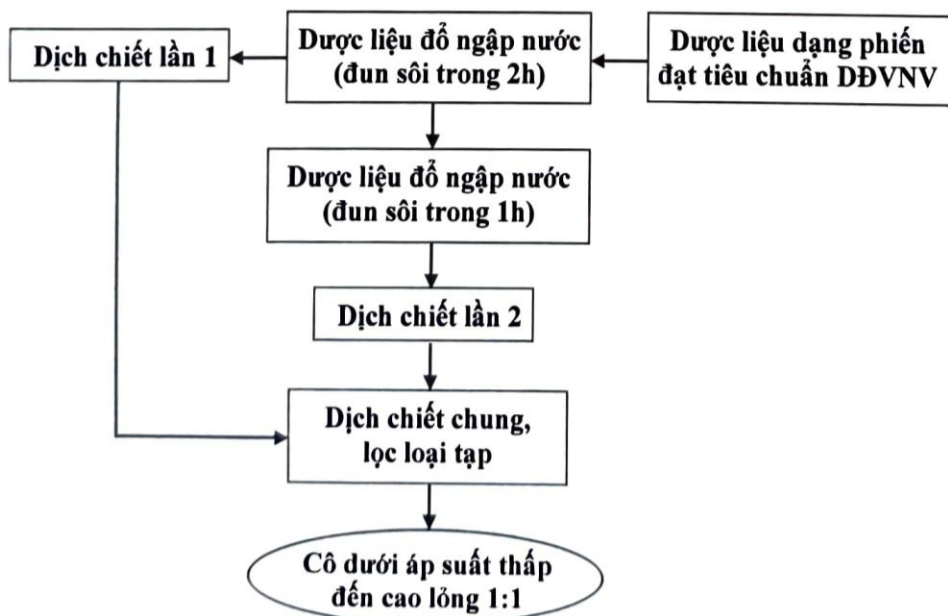 Dịch chiết lần 1
Dược liệu đổ ngập nước
(đun sôi trong 2h)
Dược liệu dạng phiến
đạt tiêu chuẩn DĐVNV
Dược liệu đổ ngập nước
(đun sôi trong 1h)
Dịch chiết lần 2
Dịch chiết chung,
lọc loại tạp
Cô dưới áp suất thấp
đến cao lỏng 1:1